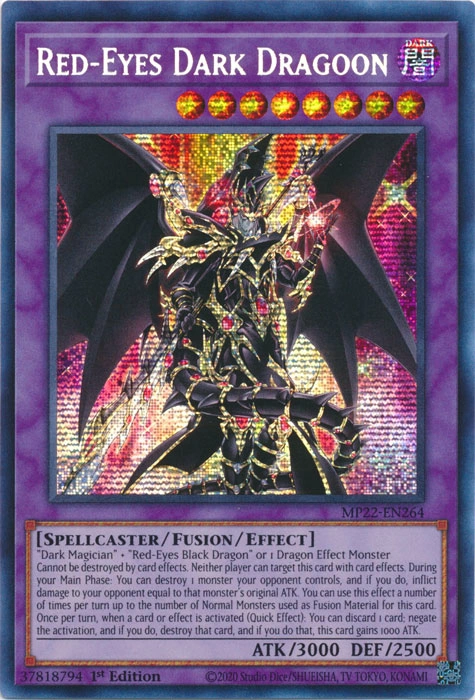 RED-EYES DARK DRAGOON
DARK
闇
MP22-EN264
[SPELLCASTER/FUSION/EFFECT]
"Dark Magician" + "Red-Eyes Black Dragon" or 1 Dragon Effect Monster
Cannot be destroyed by card effects. Neither player can target this card with card effects. During
your Main Phase: You can destroy 1 monster your opponent controls, and if you do, inflict
damage to your opponent equal to that monster's original ATK. You can use this effect a number
of times per turn up to the number of Normal Monsters used as Fusion Material for this card.
Once per turn, when a card or effect is activated (Quick Effect): You can discard 1 card; negate
the activation, and if you do, destroy that card, and if you do that, this card gains 1000 ATK.
ATK/3000 DEF/2500
37818794 1st Edition ©2020 Studio Dice/SHUEISHA, TV TOKYO, KONAMI